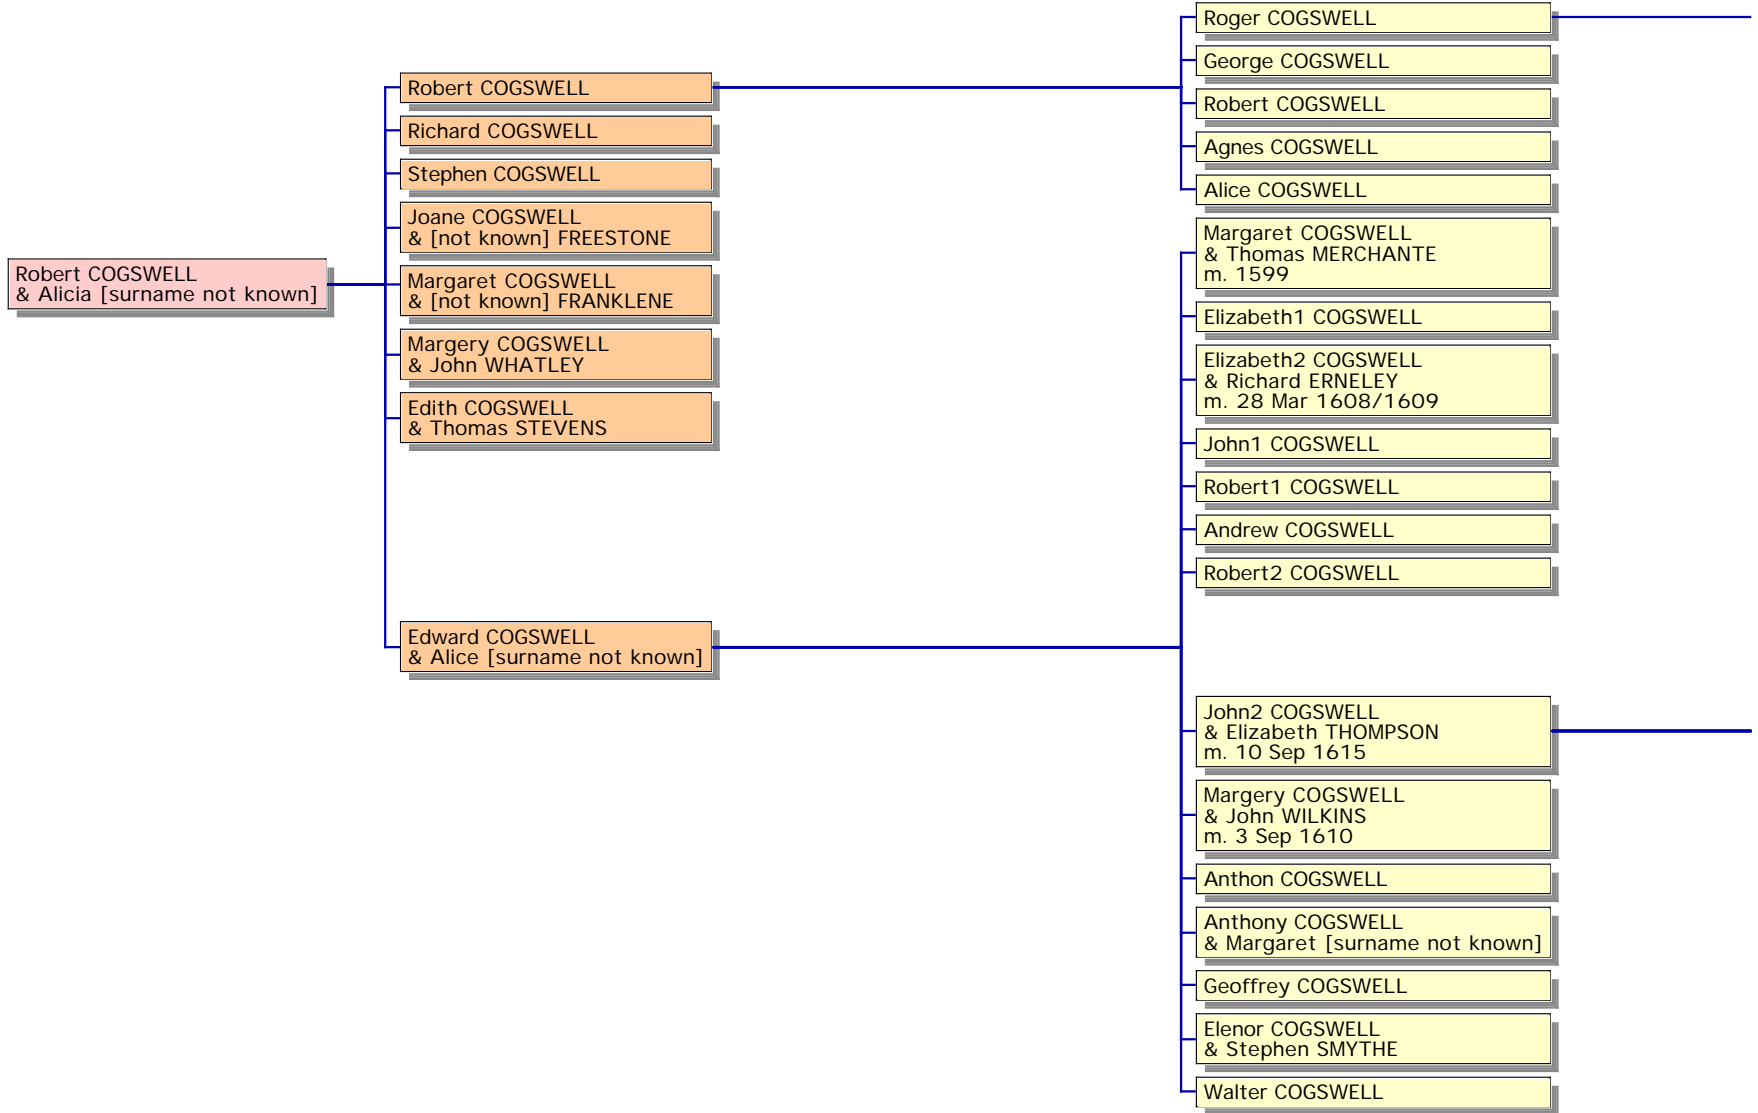 Robert COGSWELL
& Alicia [surname not known]
Robert COGSWELL
Richard COGSWELL
Stephen COGSWELL
Joane COGSWELL
& [not known] FREESTONE
Margaret COGSWELL
& [not known] FRANKLENE
Margery COGSWELL
& John WHATLEY
Edith COGSWELL
& Thomas STEVENS
Edward COGSWELL
& Alice [surname not known]
Roger COGSWELL
George COGSWELL
Robert COGSWELL
Agnes COGSWELL
Alice COGSWELL
Margaret COGSWELL
& Thomas MERCHANTE
m. 1599
Elizabeth1 COGSWELL
Elizabeth2 COGSWELL
& Richard ERNELEY
m. 28 Mar 1608/1609
John1 COGSWELL
Robert1 COGSWELL
Andrew COGSWELL
Robert2 COGSWELL
John2 COGSWELL
& Elizabeth THOMPSON
m. 10 Sep 1615
Margery COGSWELL
& John WILKINS
m. 3 Sep 1610
Anthon COGSWELL
Anthony COGSWELL
& Margaret [surname not known]
Geoffrey COGSWELL
Elenor COGSWELL
& Stephen SMYTHE
Walter COGSWELL